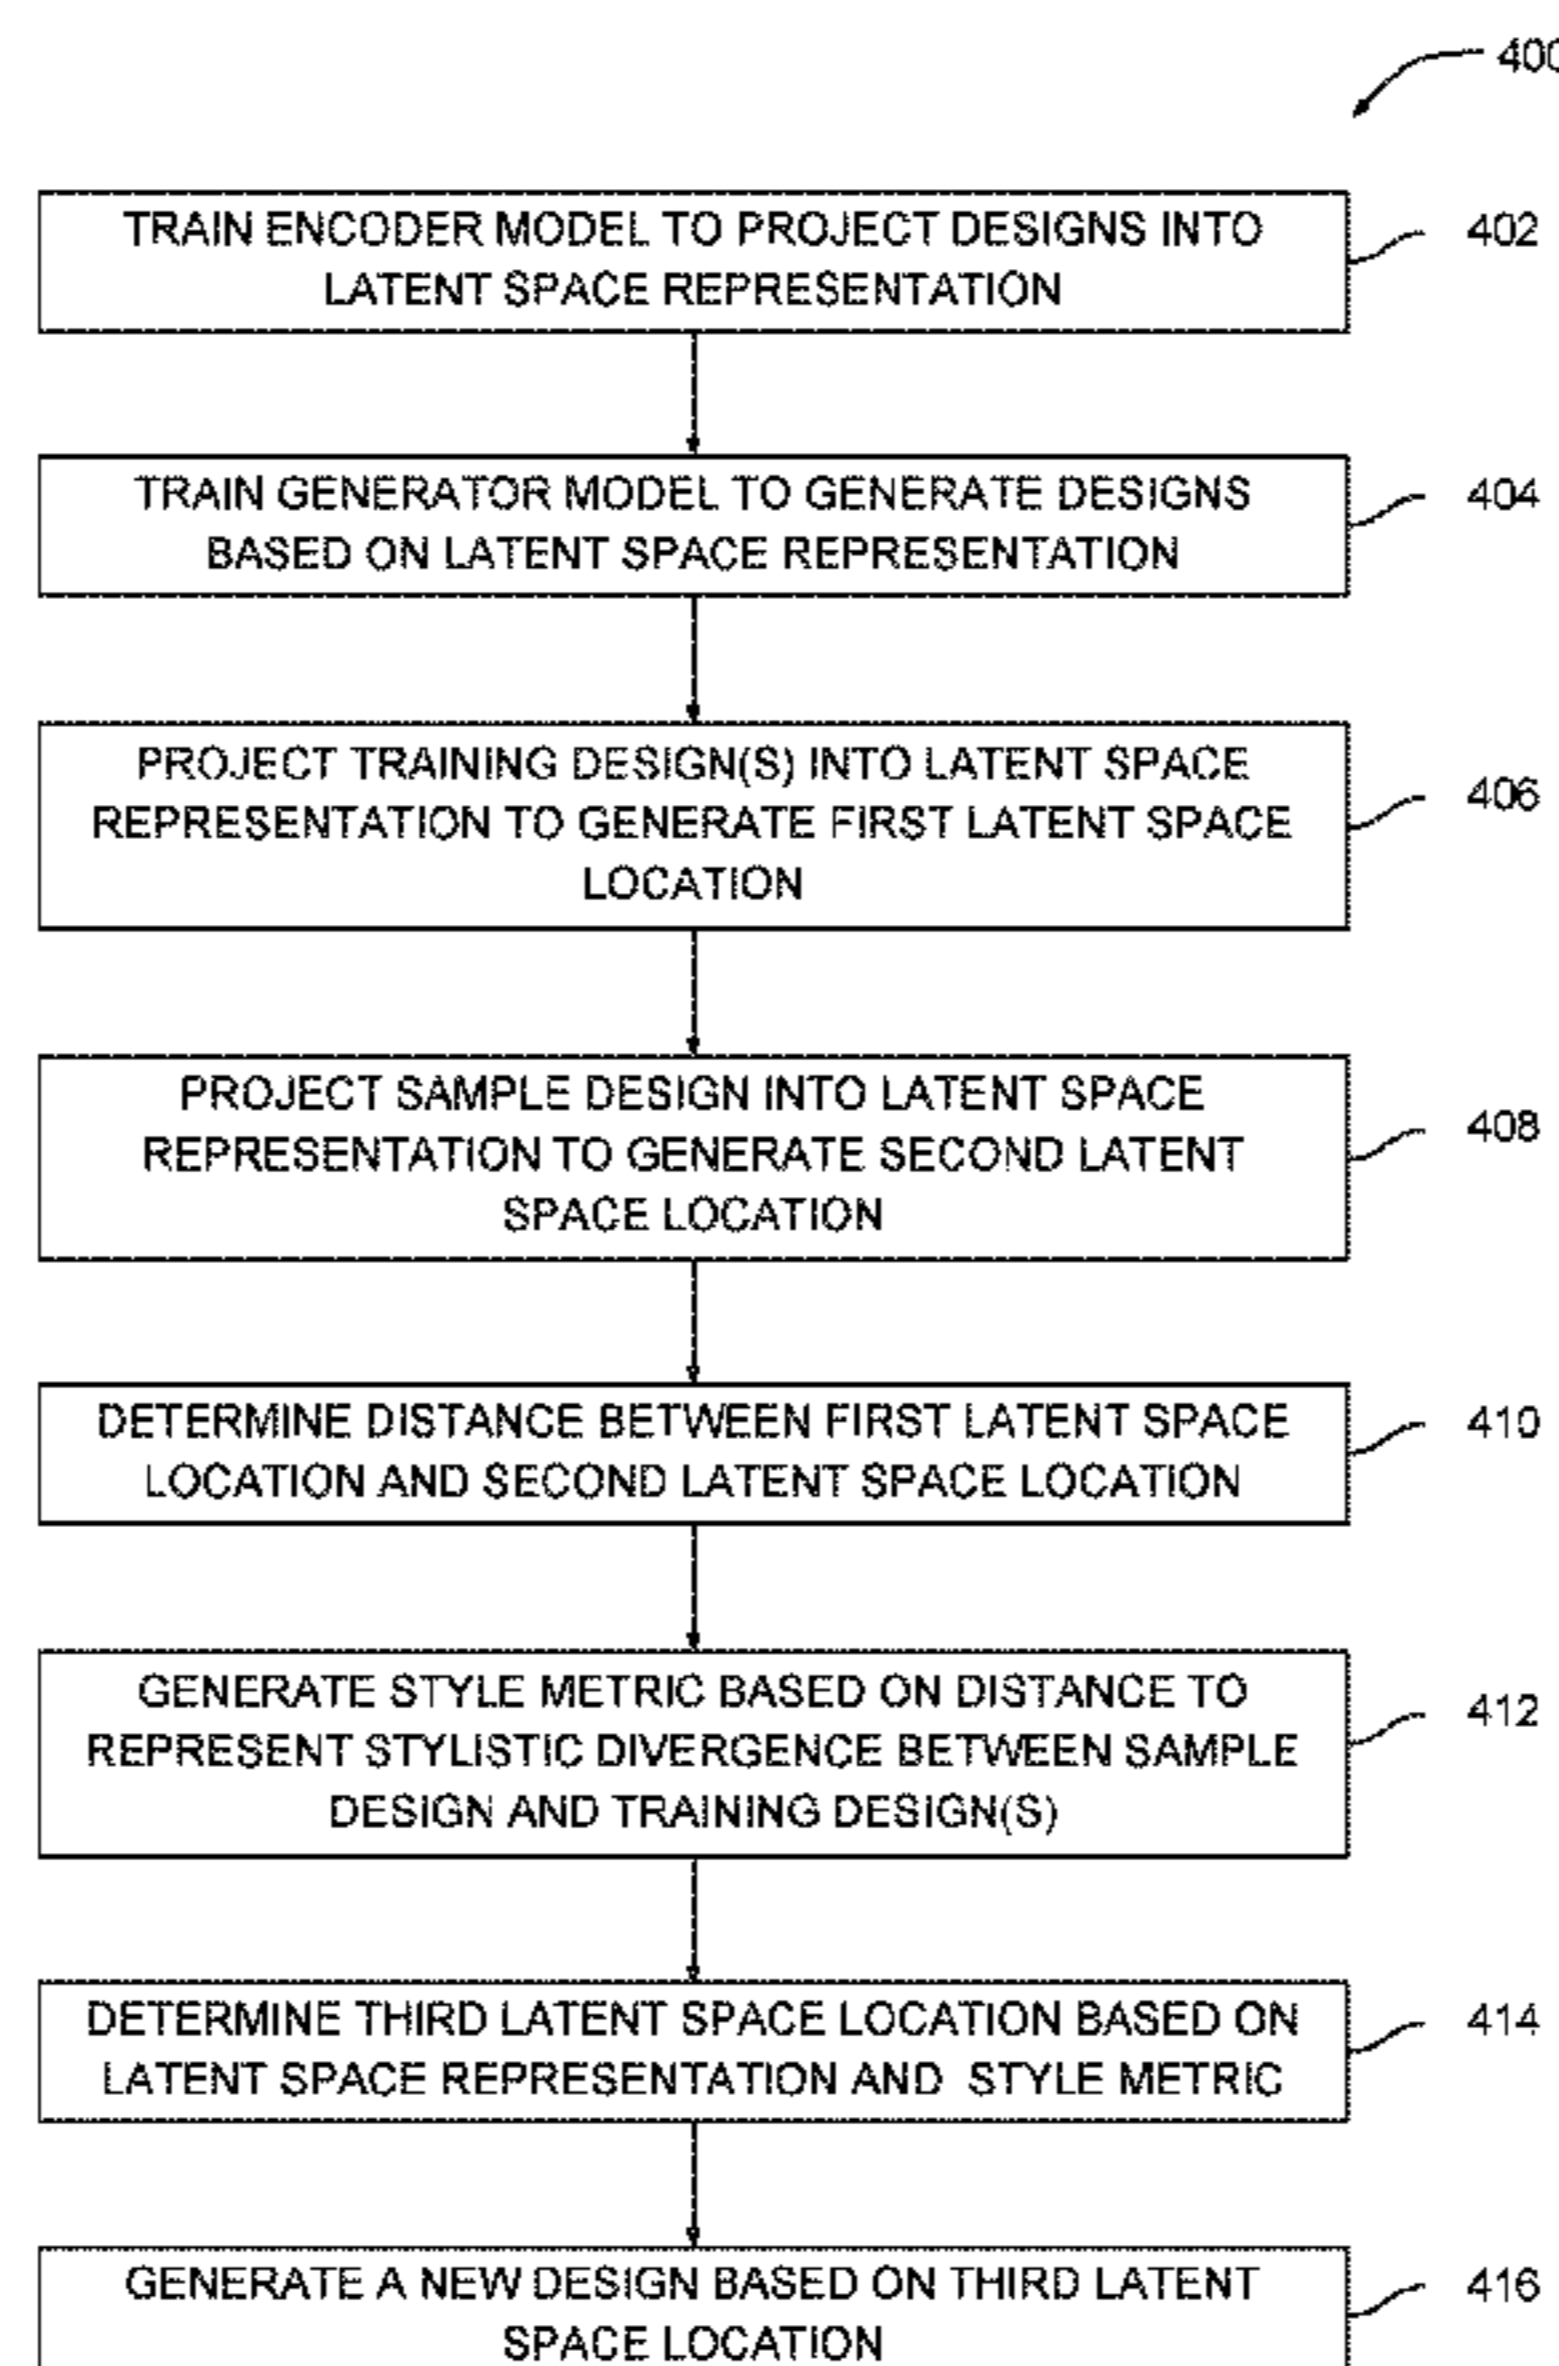 400
TRAIN ENCODER MODEL TO PROJECT DESIGNS INTO
LATENT SPACE REPRESENTATION
402
TRAIN GENERATOR MODEL TO GENERATE DESIGNS
BASED ON LATENT SPACE REPRESENTATION
404
PROJECT TRAINING DESIGN(S) INTO LATENT SPACE
REPRESENTATION TO GENERATE FIRST LATENT SPACE
LOCATION
406
PROJECT SAMPLE DESIGN INTO LATENT SPACE
REPRESENTATION TO GENERATE SECOND LATENT
SPACE LOCATION
408
DETERMINE DISTANCE BETWEEN FIRST LATENT SPACE
LOCATION AND SECOND LATENT SPACE LOCATION
410
GENERATE STYLE METRIC BASED ON DISTANCE TO
REPRESENT STYLISTIC DIVERGENCE BETWEEN SAMPLE
DESIGN AND TRAINING DESIGN(S)
412
DETERMINE THIRD LATENT SPACE LOCATION BASED ON
LATENT SPACE REPRESENTATION AND STYLE METRIC
414
GENERATE A NEW DESIGN BASED ON THIRD LATENT
SPACE LOCATION
416